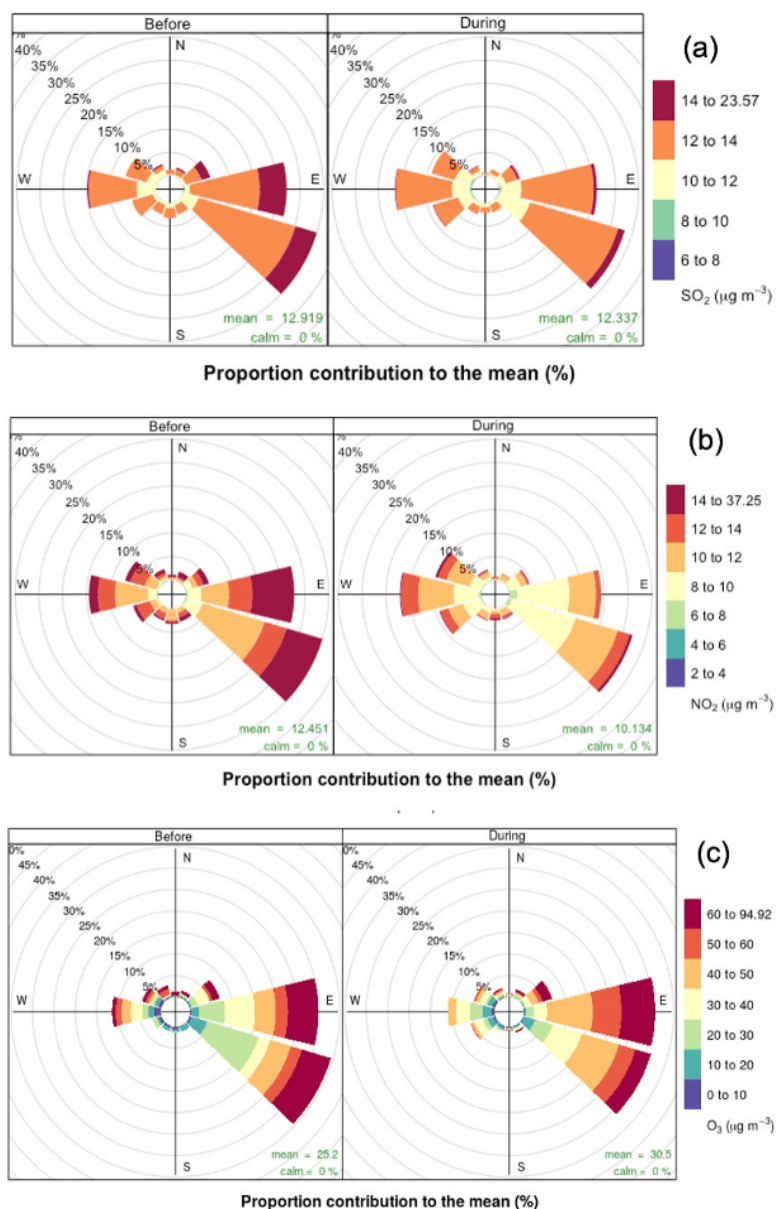 Before During
(a)
% N N
40% 40%
35% 35%
30% 30%
25% 25%
20% 20%
15% 15%
10% 10%
5% 5%
W E W E
S S
mean = 12.919 mean = 12.337
calm = 0 % calm = 0 %
14 to 23.57
12 to 14
10 to 12
8 to 10
6 to 8
SO₂ (μg m⁻³)
Proportion contribution to the mean (%)
Before During
(b)
% N % N
40% 40%
35% 35%
30% 30%
25% 25%
20% 20%
15% 15%
10% 10%
5% 5%
W E W E
S S
mean = 12.451 mean = 10.134
calm = 0 % calm = 0 %
14 to 37.25
12 to 14
10 to 12
8 to 10
6 to 8
4 to 6
2 to 4
NO₂ (μg m⁻³)
Proportion contribution to the mean (%)
Before During
(c)
0% N 0% N
45% 45%
40% 40%
35% 35%
30% 30%
25% 25%
20% 20%
15% 15%
10% 10%
5% 5%
W E W E
S S
mean = 25.2 mean = 30.5
calm = 0 % calm = 0 %
60 to 94.92
50 to 60
40 to 50
30 to 40
20 to 30
10 to 20
0 to 10
O₃ (μg m⁻³)
Proportion contribution to the mean (%)